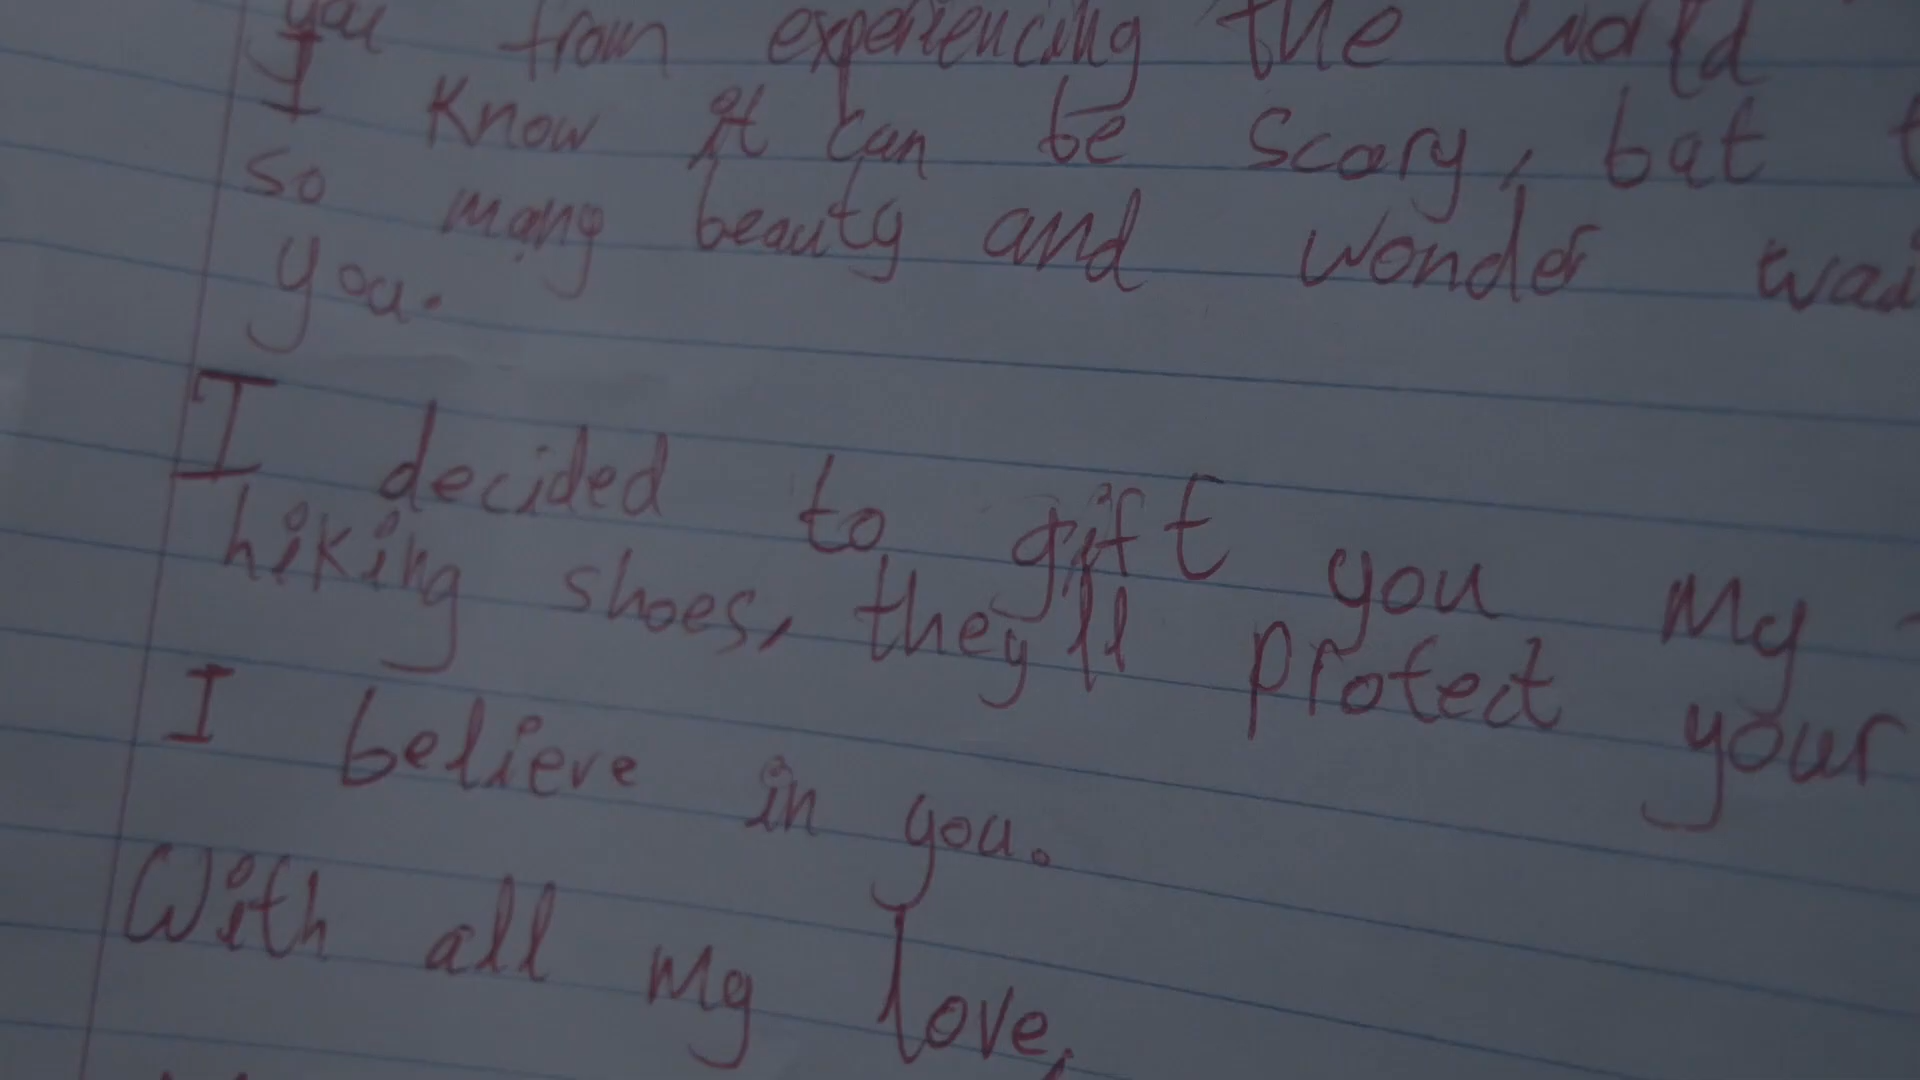 you from experiencing the world
I know it can be scary, but
so many beauty and wonder
you.
I decided to gift you my
hiking shoes, they'll protect your
I believe in you.
With all my love,